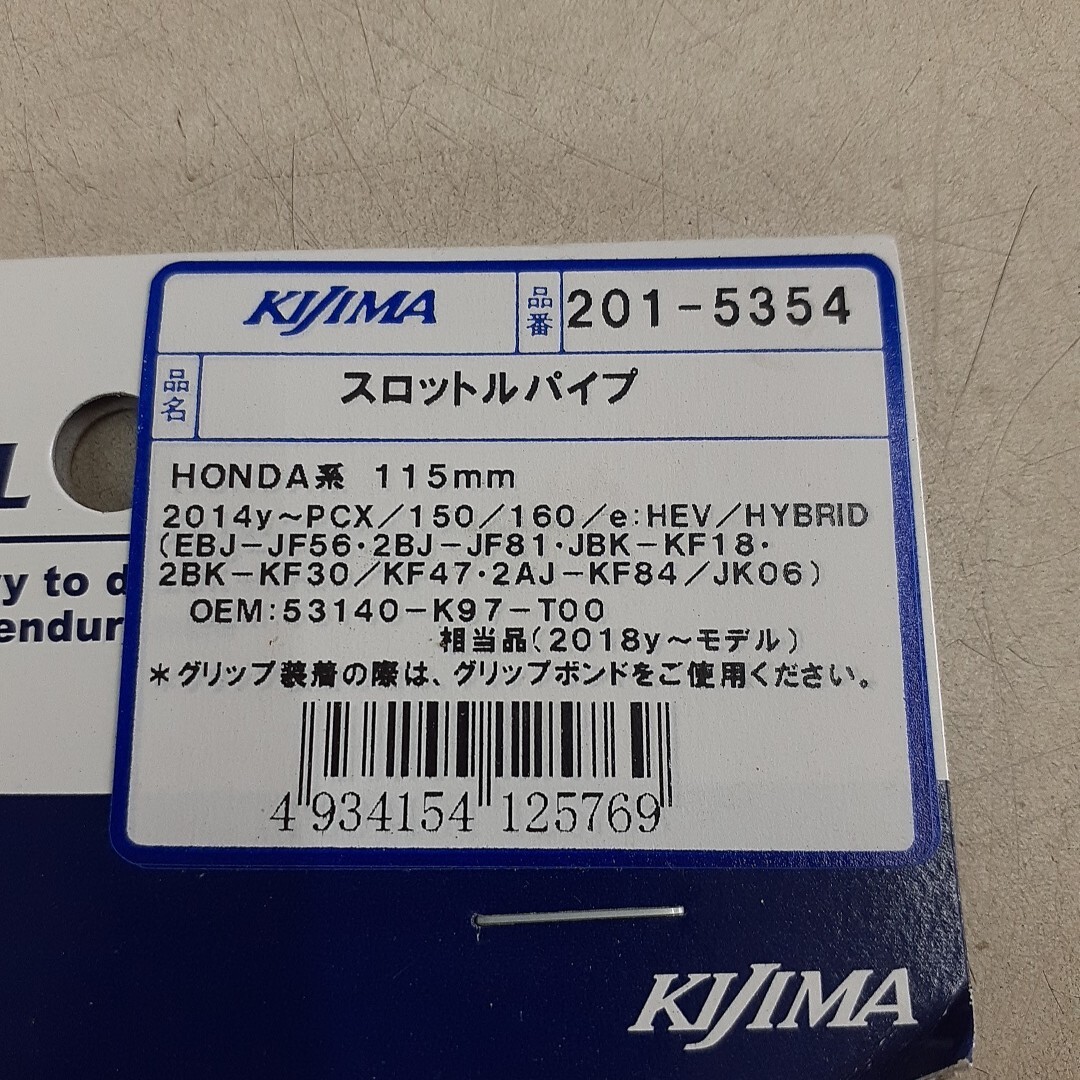 KIJIMA 品番 201-5354
品名 スロットルパイプ
HONDA系 115mm
2014y~PCX/150/160/e:HEV/HYBRID
(EBJ-JF56・2BJ-JF81・JBK-KF18・
2BK-KF30/KF47・2AJ-KF84/JK06)
OEM:53140-K97-T00
相当品(2018y~モデル)
*グリップ装着の際は、グリップボンドをご使用ください。
4 934154 125769
L
y to d
endur
KIJIMA